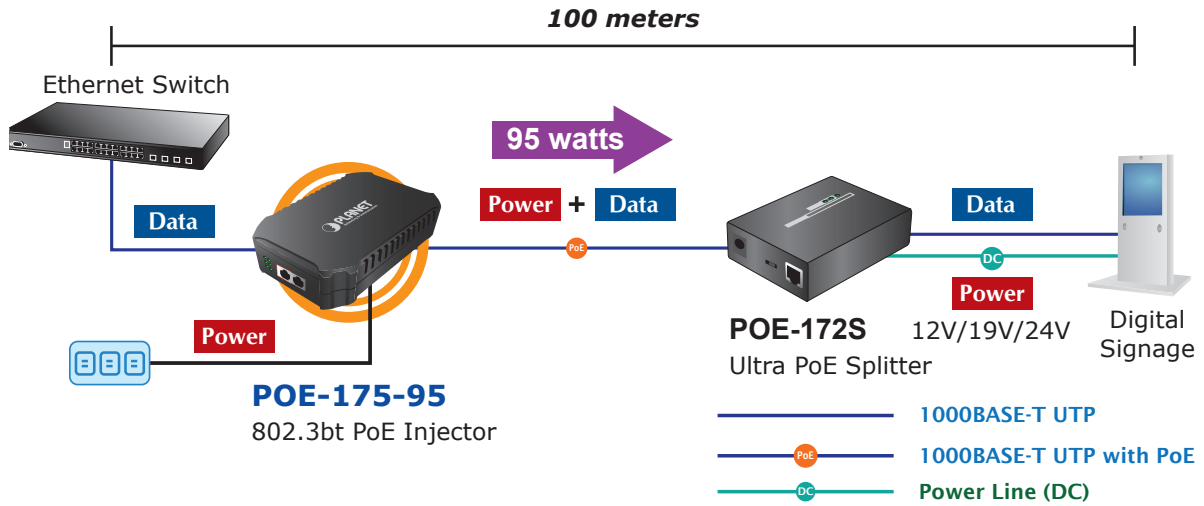 100 meters
Ethernet Switch
95 watts
Data
Power + Data
Data
PLANET
PoE
DC
Power
Power
POE-172S
12V/19V/24V
Digital
Signage
Ultra PoE Splitter
POE-175-95
802.3bt PoE Injector
1000BASE-T UTP
PoE
1000BASE-T UTP with PoE
DC
Power Line (DC)